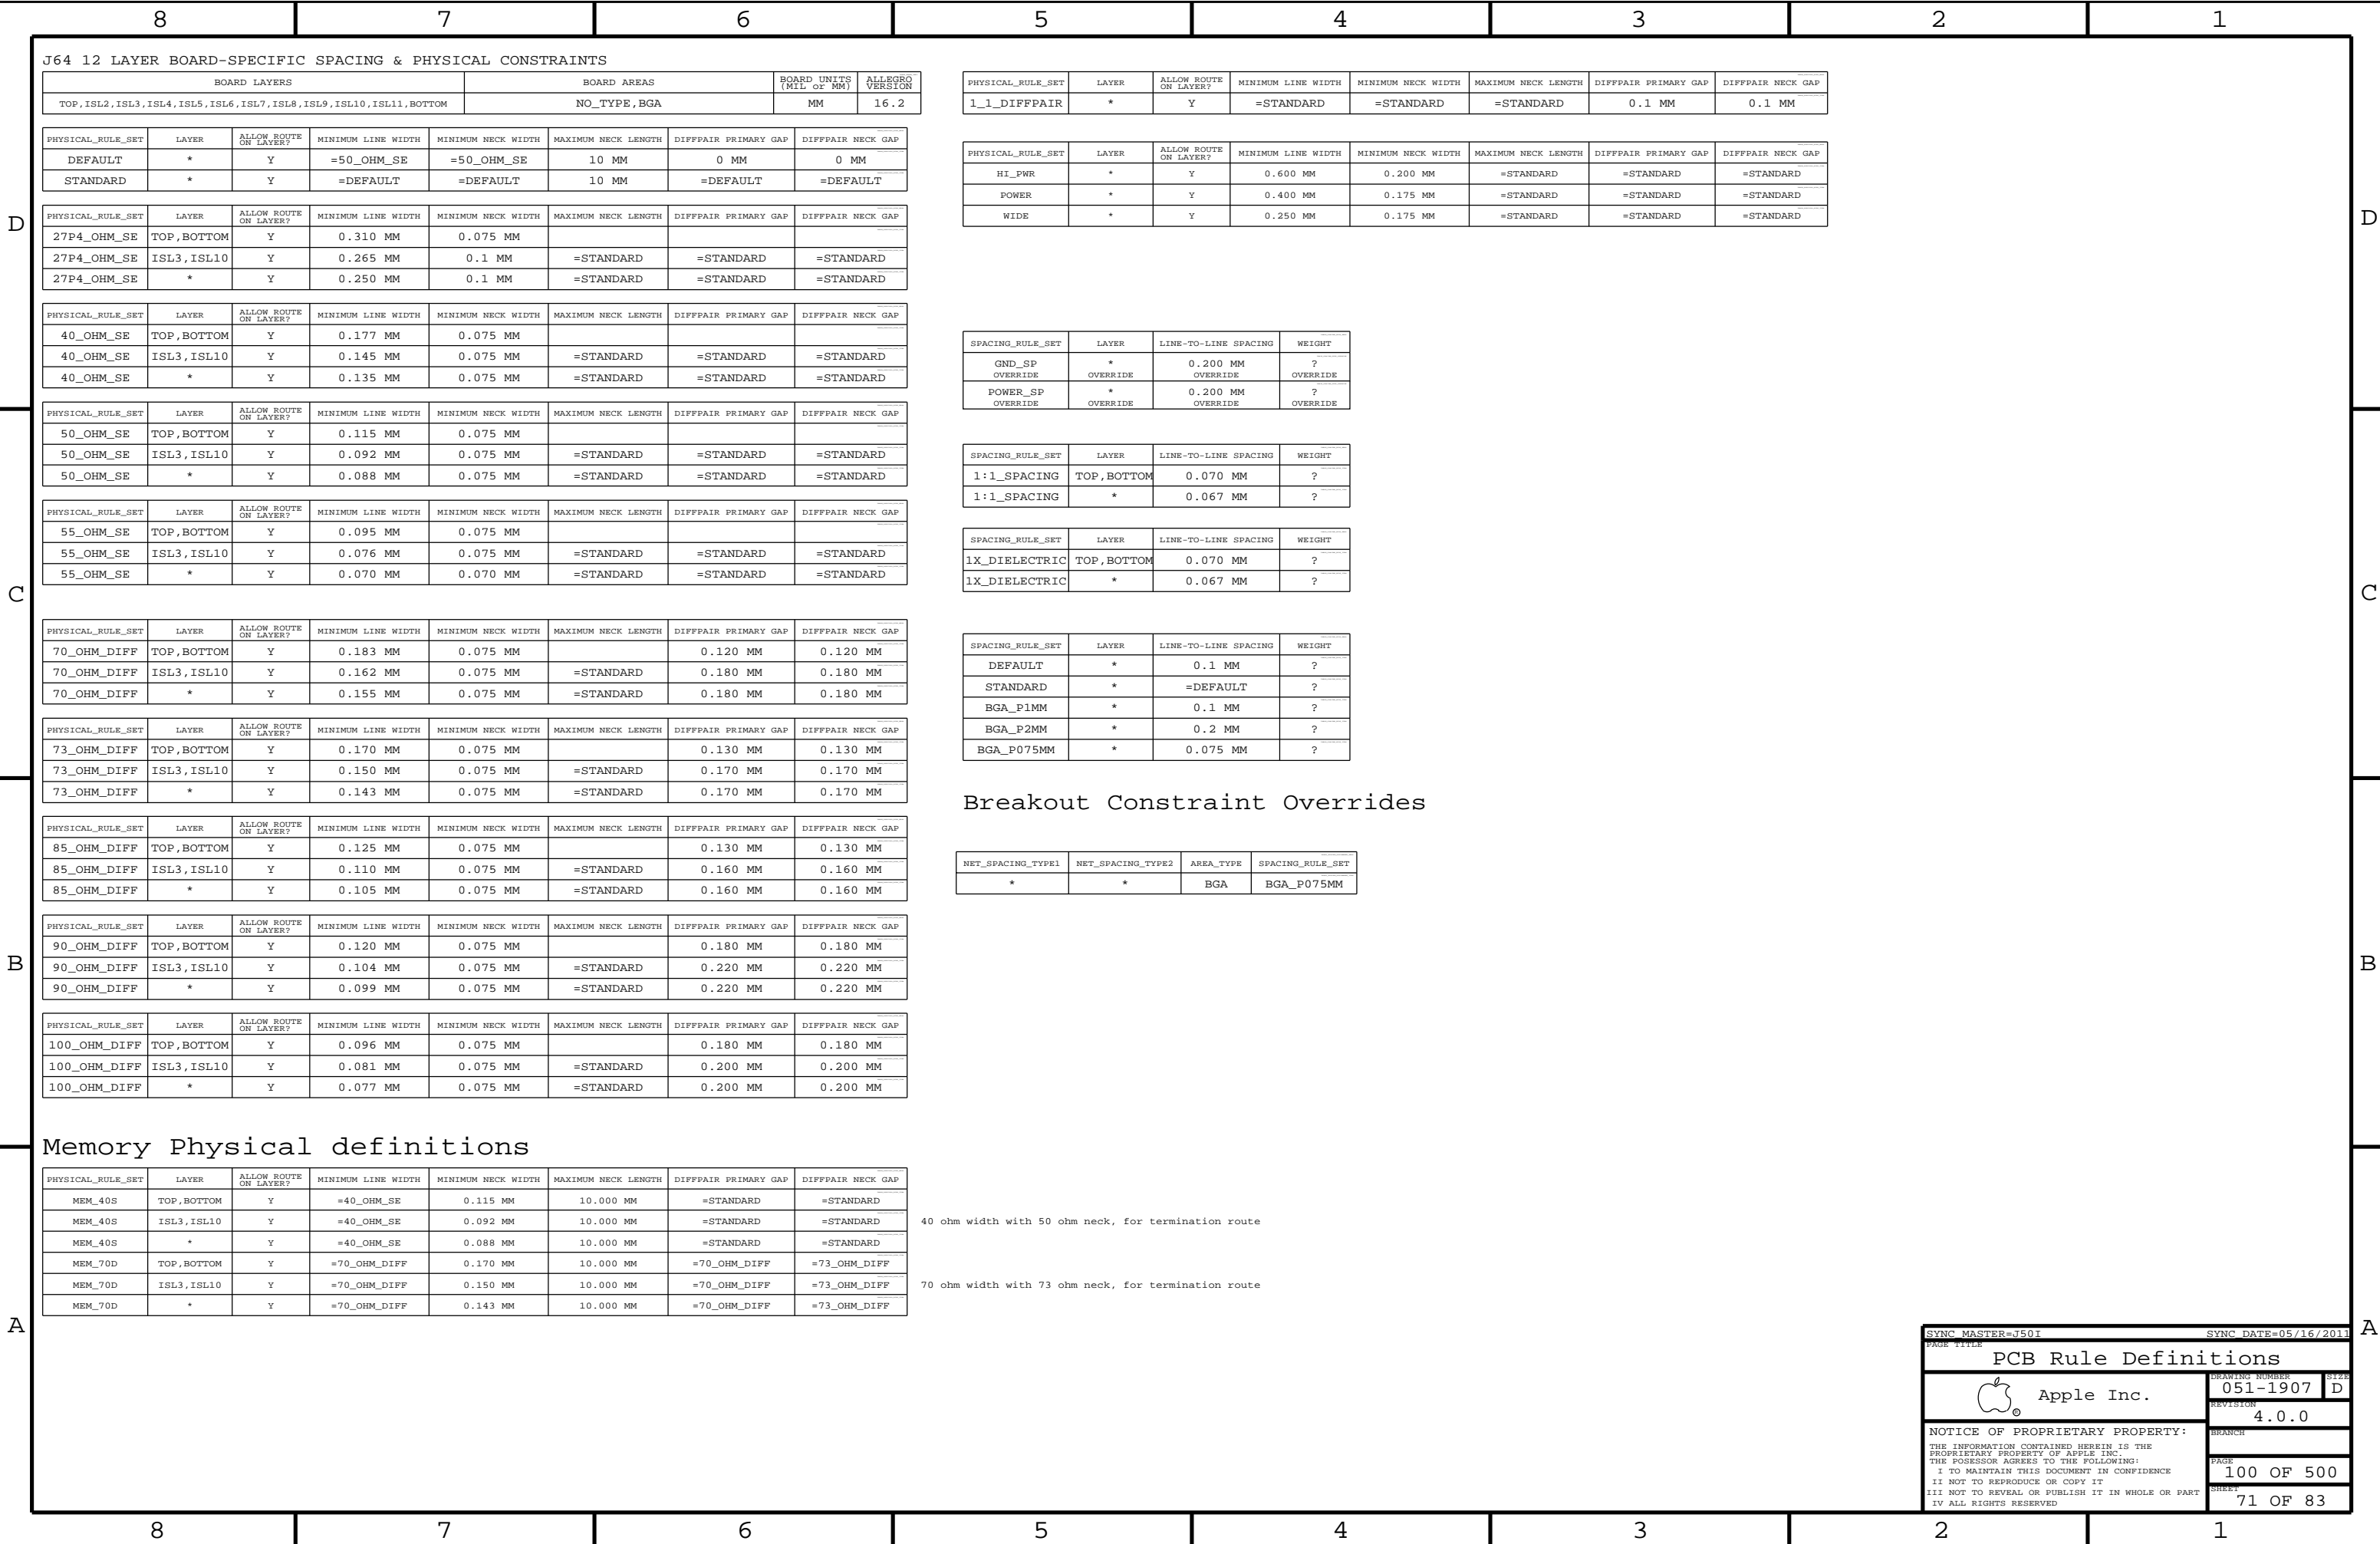 8 7 6 5 4 3 2 1
J64 12 LAYER BOARD-SPECIFIC SPACING & PHYSICAL CONSTRAINTS
BOARD LAYERS BOARD AREAS BOARD UNITS (MIL or MM) ALLEGRO VERSION
TOP,ISL2,ISL3,ISL4,ISL5,ISL6,ISL7,ISL8,ISL9,ISL10,ISL11,BOTTOM NO_TYPE,BGA MM 16.2
PHYSICAL_RULE_SET LAYER ALLOW ROUTE ON LAYER? MINIMUM LINE WIDTH MINIMUM NECK WIDTH MAXIMUM NECK LENGTH DIFFPAIR PRIMARY GAP DIFFPAIR NECK GAP
DEFAULT * Y =50_OHM_SE =50_OHM_SE 10 MM 0 MM 0 MM
STANDARD * Y =DEFAULT =DEFAULT 10 MM =DEFAULT =DEFAULT
PHYSICAL_RULE_SET LAYER ALLOW ROUTE ON LAYER? MINIMUM LINE WIDTH MINIMUM NECK WIDTH MAXIMUM NECK LENGTH DIFFPAIR PRIMARY GAP DIFFPAIR NECK GAP
27P4_OHM_SE TOP,BOTTOM Y 0.310 MM 0.075 MM
27P4_OHM_SE ISL3,ISL10 Y 0.265 MM 0.1 MM =STANDARD =STANDARD =STANDARD
27P4_OHM_SE * Y 0.250 MM 0.1 MM =STANDARD =STANDARD =STANDARD
PHYSICAL_RULE_SET LAYER ALLOW ROUTE ON LAYER? MINIMUM LINE WIDTH MINIMUM NECK WIDTH MAXIMUM NECK LENGTH DIFFPAIR PRIMARY GAP DIFFPAIR NECK GAP
40_OHM_SE TOP,BOTTOM Y 0.177 MM 0.075 MM
40_OHM_SE ISL3,ISL10 Y 0.145 MM 0.075 MM =STANDARD =STANDARD =STANDARD
40_OHM_SE * Y 0.135 MM 0.075 MM =STANDARD =STANDARD =STANDARD
PHYSICAL_RULE_SET LAYER ALLOW ROUTE ON LAYER? MINIMUM LINE WIDTH MINIMUM NECK WIDTH MAXIMUM NECK LENGTH DIFFPAIR PRIMARY GAP DIFFPAIR NECK GAP
50_OHM_SE TOP,BOTTOM Y 0.115 MM 0.075 MM
50_OHM_SE ISL3,ISL10 Y 0.092 MM 0.075 MM =STANDARD =STANDARD =STANDARD
50_OHM_SE * Y 0.088 MM 0.075 MM =STANDARD =STANDARD =STANDARD
PHYSICAL_RULE_SET LAYER ALLOW ROUTE ON LAYER? MINIMUM LINE WIDTH MINIMUM NECK WIDTH MAXIMUM NECK LENGTH DIFFPAIR PRIMARY GAP DIFFPAIR NECK GAP
55_OHM_SE TOP,BOTTOM Y 0.095 MM 0.075 MM
55_OHM_SE ISL3,ISL10 Y 0.076 MM 0.075 MM =STANDARD =STANDARD =STANDARD
55_OHM_SE * Y 0.070 MM 0.070 MM =STANDARD =STANDARD =STANDARD
PHYSICAL_RULE_SET LAYER ALLOW ROUTE ON LAYER? MINIMUM LINE WIDTH MINIMUM NECK WIDTH MAXIMUM NECK LENGTH DIFFPAIR PRIMARY GAP DIFFPAIR NECK GAP
70_OHM_DIFF TOP,BOTTOM Y 0.183 MM 0.075 MM 0.120 MM 0.120 MM
70_OHM_DIFF ISL3,ISL10 Y 0.162 MM 0.075 MM =STANDARD 0.180 MM 0.180 MM
70_OHM_DIFF * Y 0.155 MM 0.075 MM =STANDARD 0.180 MM 0.180 MM
PHYSICAL_RULE_SET LAYER ALLOW ROUTE ON LAYER? MINIMUM LINE WIDTH MINIMUM NECK WIDTH MAXIMUM NECK LENGTH DIFFPAIR PRIMARY GAP DIFFPAIR NECK GAP
73_OHM_DIFF TOP,BOTTOM Y 0.170 MM 0.075 MM 0.130 MM 0.130 MM
73_OHM_DIFF ISL3,ISL10 Y 0.150 MM 0.075 MM =STANDARD 0.170 MM 0.170 MM
73_OHM_DIFF * Y 0.143 MM 0.075 MM =STANDARD 0.170 MM 0.170 MM
PHYSICAL_RULE_SET LAYER ALLOW ROUTE ON LAYER? MINIMUM LINE WIDTH MINIMUM NECK WIDTH MAXIMUM NECK LENGTH DIFFPAIR PRIMARY GAP DIFFPAIR NECK GAP
85_OHM_DIFF TOP,BOTTOM Y 0.125 MM 0.075 MM 0.130 MM 0.130 MM
85_OHM_DIFF ISL3,ISL10 Y 0.110 MM 0.075 MM =STANDARD 0.160 MM 0.160 MM
85_OHM_DIFF * Y 0.105 MM 0.075 MM =STANDARD 0.160 MM 0.160 MM
PHYSICAL_RULE_SET LAYER ALLOW ROUTE ON LAYER? MINIMUM LINE WIDTH MINIMUM NECK WIDTH MAXIMUM NECK LENGTH DIFFPAIR PRIMARY GAP DIFFPAIR NECK GAP
90_OHM_DIFF TOP,BOTTOM Y 0.120 MM 0.075 MM 0.180 MM 0.180 MM
90_OHM_DIFF ISL3,ISL10 Y 0.104 MM 0.075 MM =STANDARD 0.220 MM 0.220 MM
90_OHM_DIFF * Y 0.099 MM 0.075 MM =STANDARD 0.220 MM 0.220 MM
PHYSICAL_RULE_SET LAYER ALLOW ROUTE ON LAYER? MINIMUM LINE WIDTH MINIMUM NECK WIDTH MAXIMUM NECK LENGTH DIFFPAIR PRIMARY GAP DIFFPAIR NECK GAP
100_OHM_DIFF TOP,BOTTOM Y 0.096 MM 0.075 MM 0.180 MM 0.180 MM
100_OHM_DIFF ISL3,ISL10 Y 0.081 MM 0.075 MM =STANDARD 0.200 MM 0.200 MM
100_OHM_DIFF * Y 0.077 MM 0.075 MM =STANDARD 0.200 MM 0.200 MM
Memory Physical definitions
PHYSICAL_RULE_SET LAYER ALLOW ROUTE ON LAYER? MINIMUM LINE WIDTH MINIMUM NECK WIDTH MAXIMUM NECK LENGTH DIFFPAIR PRIMARY GAP DIFFPAIR NECK GAP
MEM_40S TOP,BOTTOM Y =40_OHM_SE 0.115 MM 10.000 MM =STANDARD =STANDARD
MEM_40S ISL3,ISL10 Y =40_OHM_SE 0.092 MM 10.000 MM =STANDARD =STANDARD 40 ohm width with 50 ohm neck, for termination route
MEM_40S * Y =40_OHM_SE 0.088 MM 10.000 MM =STANDARD =STANDARD
MEM_70D TOP,BOTTOM Y =70_OHM_DIFF 0.170 MM 10.000 MM =70_OHM_DIFF =73_OHM_DIFF
MEM_70D ISL3,ISL10 Y =70_OHM_DIFF 0.150 MM 10.000 MM =70_OHM_DIFF =73_OHM_DIFF 70 ohm width with 73 ohm neck, for termination route
MEM_70D * Y =70_OHM_DIFF 0.143 MM 10.000 MM =70_OHM_DIFF =73_OHM_DIFF
PHYSICAL_RULE_SET LAYER ALLOW ROUTE ON LAYER? MINIMUM LINE WIDTH MINIMUM NECK WIDTH MAXIMUM NECK LENGTH DIFFPAIR PRIMARY GAP DIFFPAIR NECK GAP
1_1_DIFFPAIR * Y =STANDARD =STANDARD =STANDARD 0.1 MM 0.1 MM
PHYSICAL_RULE_SET LAYER ALLOW ROUTE ON LAYER? MINIMUM LINE WIDTH MINIMUM NECK WIDTH MAXIMUM NECK LENGTH DIFFPAIR PRIMARY GAP DIFFPAIR NECK GAP
HI_PWR * Y 0.600 MM 0.200 MM =STANDARD =STANDARD =STANDARD
POWER * Y 0.400 MM 0.175 MM =STANDARD =STANDARD =STANDARD
WIDE * Y 0.250 MM 0.175 MM =STANDARD =STANDARD =STANDARD
SPACING_RULE_SET LAYER LINE-TO-LINE SPACING WEIGHT
GND_SP * 0.200 MM ?
OVERRIDE OVERRIDE OVERRIDE OVERRIDE
POWER_SP * 0.200 MM ?
OVERRIDE OVERRIDE OVERRIDE OVERRIDE
SPACING_RULE_SET LAYER LINE-TO-LINE SPACING WEIGHT
1:1_SPACING TOP,BOTTOM 0.070 MM ?
1:1_SPACING * 0.067 MM ?
SPACING_RULE_SET LAYER LINE-TO-LINE SPACING WEIGHT
1X_DIELECTRIC TOP,BOTTOM 0.070 MM ?
1X_DIELECTRIC * 0.067 MM ?
SPACING_RULE_SET LAYER LINE-TO-LINE SPACING WEIGHT
DEFAULT * 0.1 MM ?
STANDARD * =DEFAULT ?
BGA_P1MM * 0.1 MM ?
BGA_P2MM * 0.2 MM ?
BGA_P075MM * 0.075 MM ?
Breakout Constraint Overrides
NET_SPACING_TYPE1 NET_SPACING_TYPE2 AREA_TYPE SPACING_RULE_SET
* * BGA BGA_P075MM
D D
C C
B B
A A
SYNC_MASTER=J50I SYNC_DATE=05/16/2011
PAGE TITLE
PCB Rule Definitions
Apple Inc.
®
DRAWING NUMBER SIZE
051-1907 D
REVISION
4.0.0
BRANCH
NOTICE OF PROPRIETARY PROPERTY:
THE INFORMATION CONTAINED HEREIN IS THE
PROPRIETARY PROPERTY OF APPLE INC.
THE POSESSOR AGREES TO THE FOLLOWING:
I TO MAINTAIN THIS DOCUMENT IN CONFIDENCE
II NOT TO REPRODUCE OR COPY IT
III NOT TO REVEAL OR PUBLISH IT IN WHOLE OR PART
IV ALL RIGHTS RESERVED
PAGE
100 OF 500
SHEET
71 OF 83
8 7 6 5 4 3 2 1